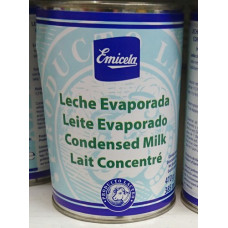 Emicela
Leche Evaporada
Leite Evaporado
Condensed Milk
Lait Concentré